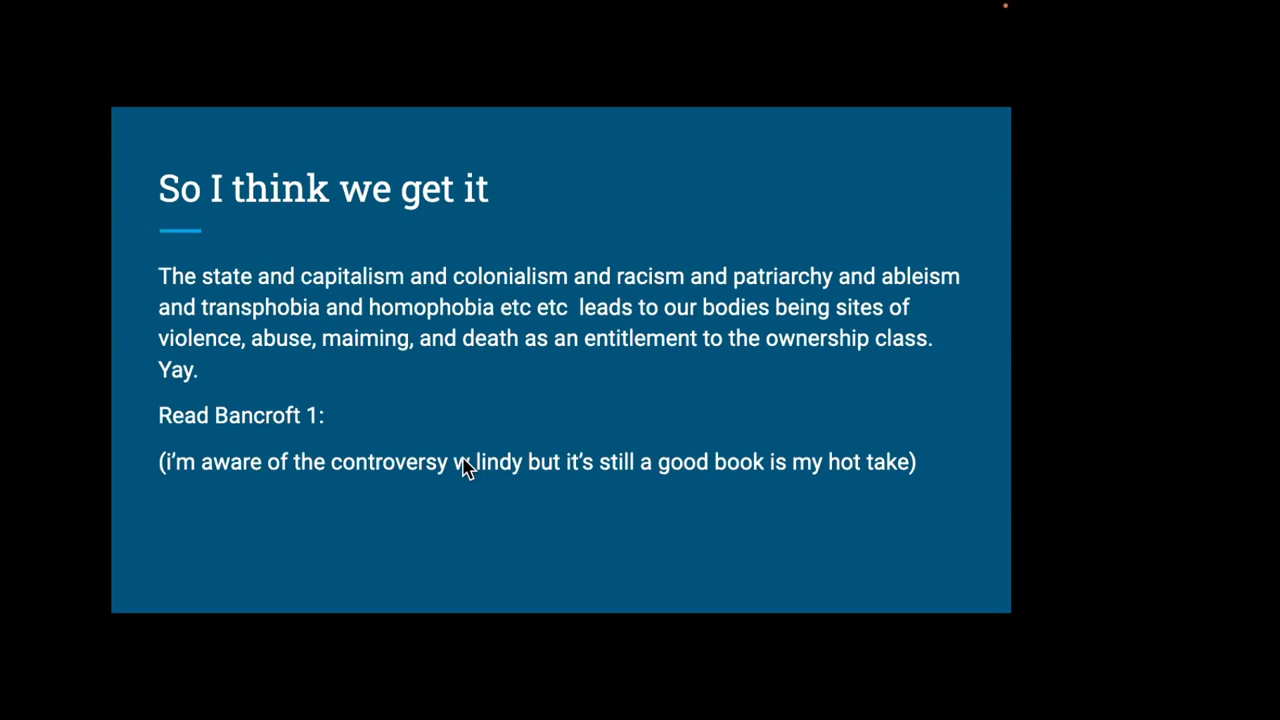 So I think we get it
The state and capitalism and colonialism and racism and patriarchy and ableism
and transphobia and homophobia etc etc  leads to our bodies being sites of
violence, abuse, maiming, and death as an entitlement to the ownership class.
Yay.
Read Bancroft 1:
(i’m aware of the controversy w lindy but it’s still a good book is my hot take)